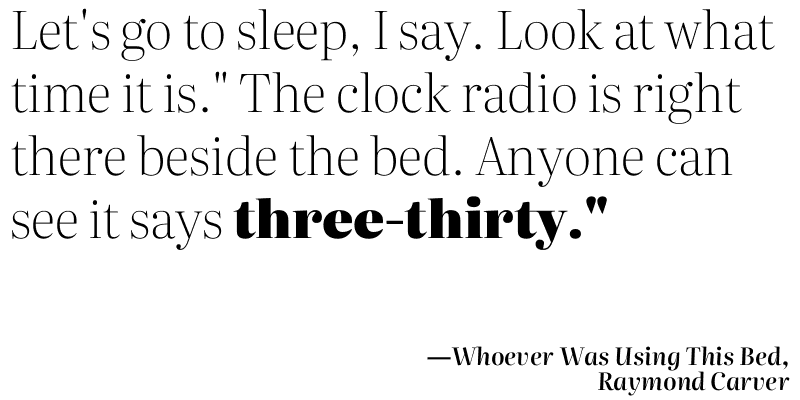 Let's go to sleep, I say. Look at what
time it is." The clock radio is right
there beside the bed. Anyone can
see it says three-thirty."
—Whoever Was Using This Bed,
Raymond Carver